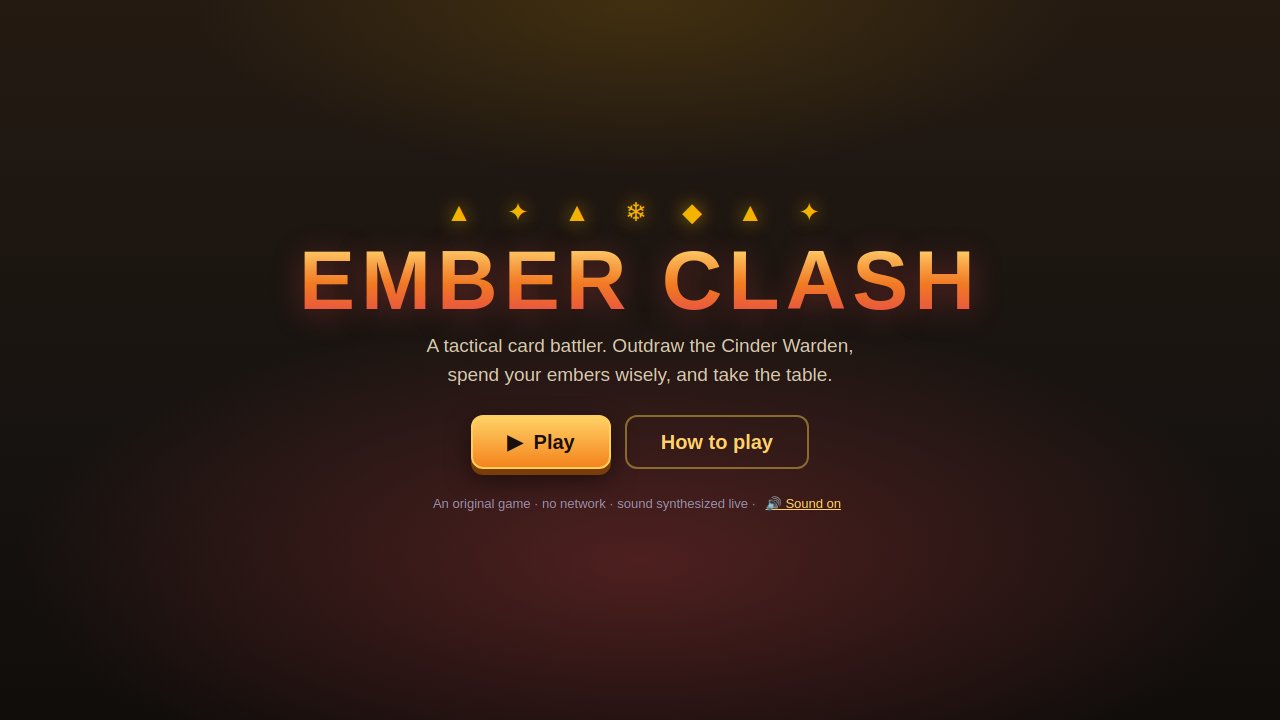 ▲ ✦ ▲ ❄ ◆ ▲ ✦
EMBER CLASH
A tactical card battler. Outdraw the Cinder Warden,
spend your embers wisely, and take the table.
▶ Play
How to play
An original game · no network · sound synthesized live · 🔊 Sound on